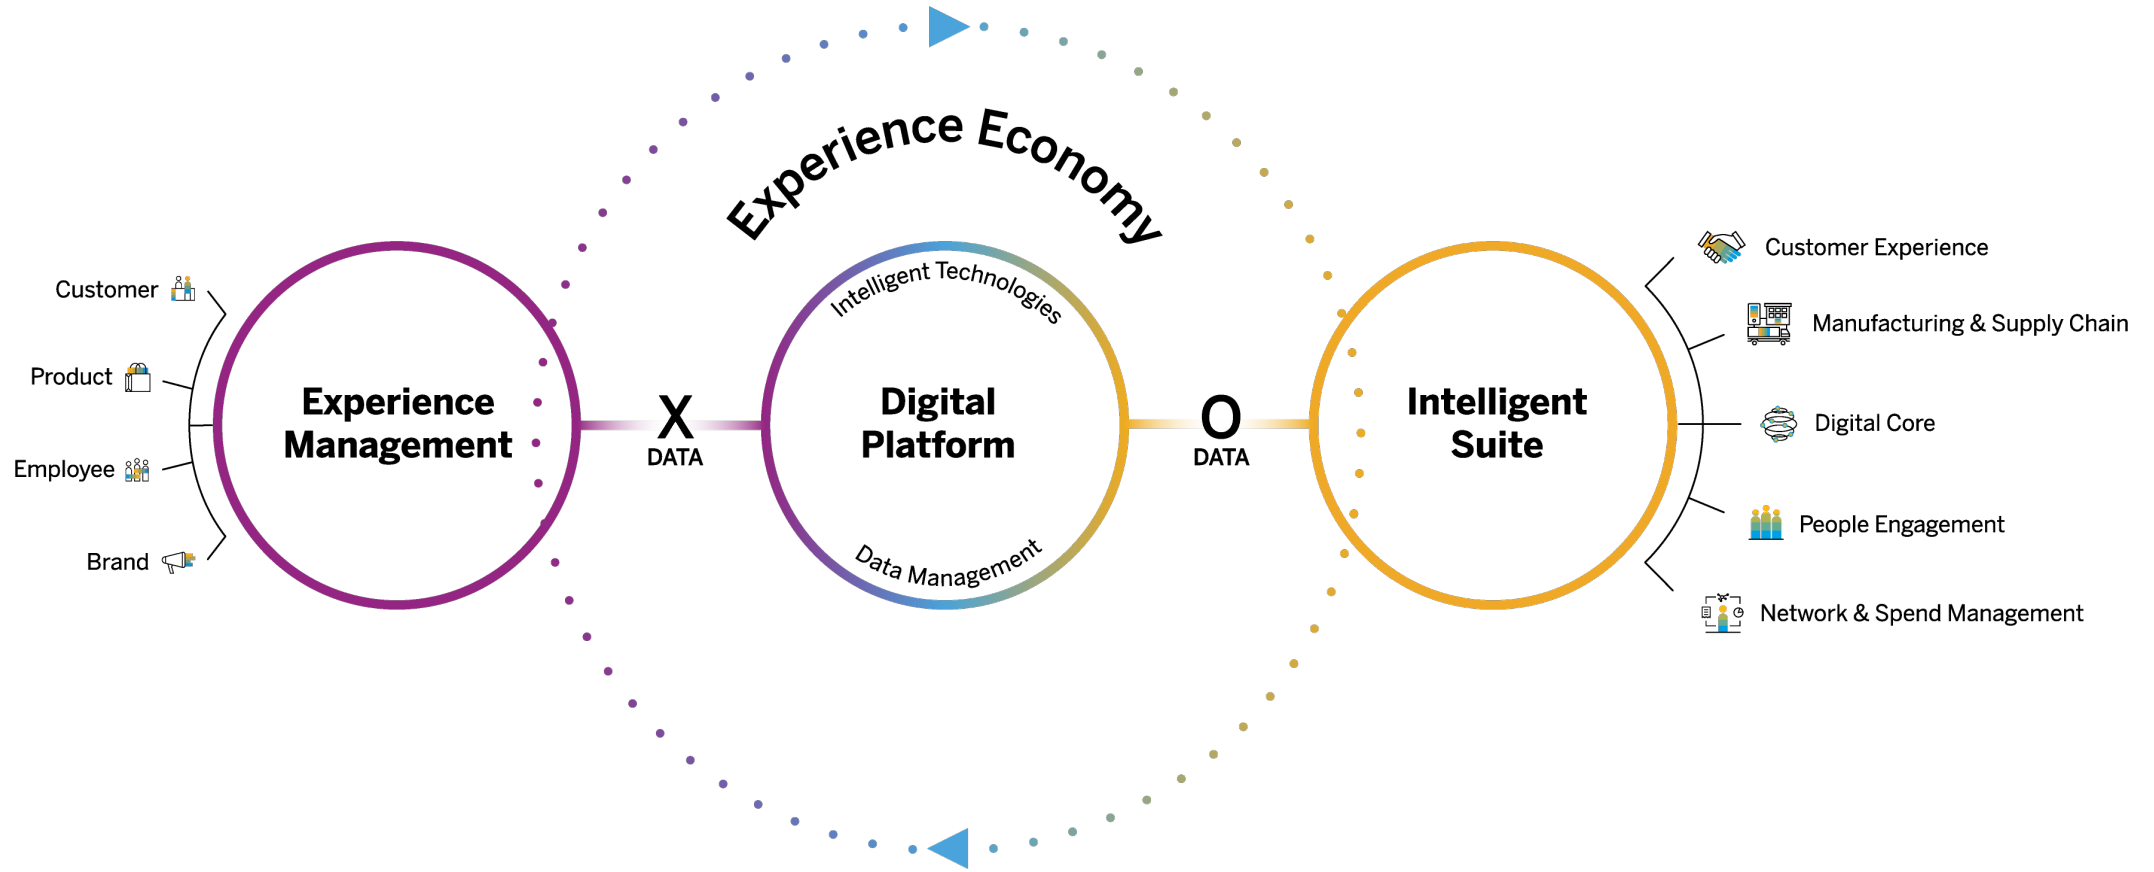 Experience Economy
Customer
Product
Employee
Brand
Experience
Management
X
DATA
Intelligent Technologies
Digital
Platform
Data Management
O
DATA
Intelligent
Suite
Customer Experience
Manufacturing & Supply Chain
Digital Core
People Engagement
Network & Spend Management